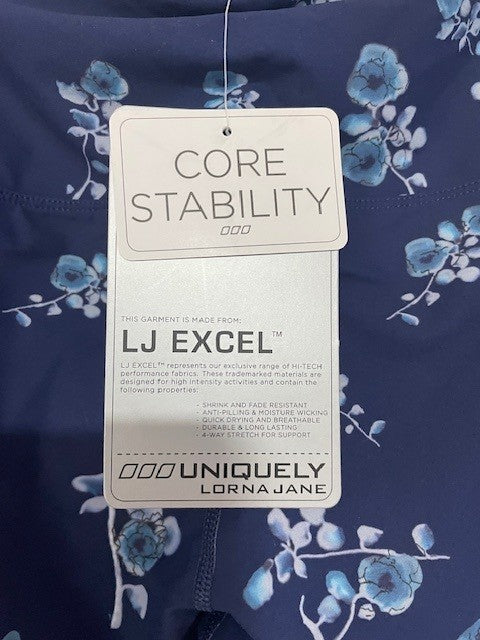 CORE
STABILITY
THIS GARMENT IS MADE FROM:
LJ EXCEL™
LJ EXCEL™ represents our exclusive range of HI-TECH
performance fabrics. These trademarked materials are
designed for high intensity activities and contain the
following properties:
- SHRINK AND FADE RESISTANT
- ANTI-PILLING & MOISTURE WICKING
- QUICK DRYING AND BREATHABLE
- DURABLE & LONG LASTING
- 4-WAY STRETCH FOR SUPPORT
UNIQUELY
LORNA JANE